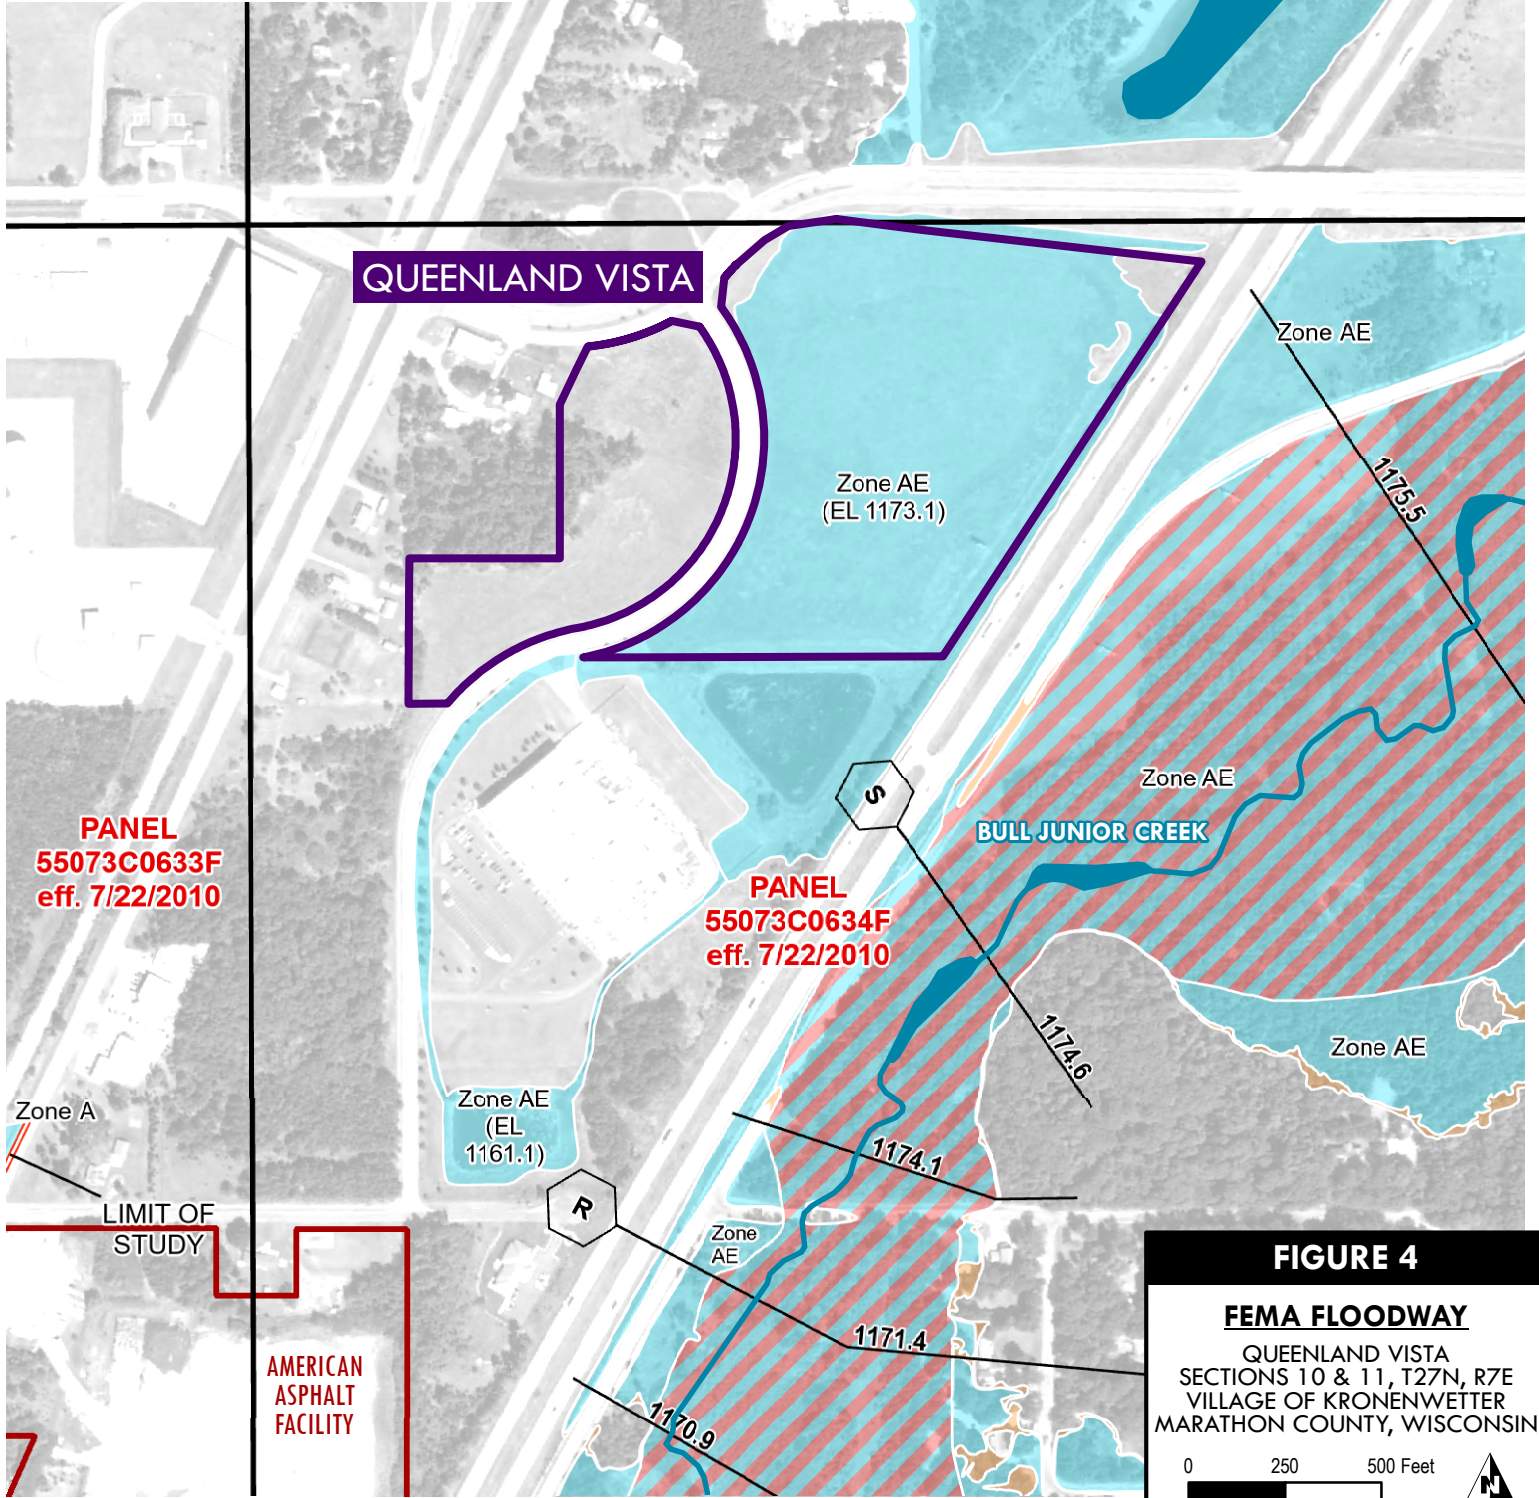 QUEENLAND VISTA
Zone AE
1175.5
Zone AE
(EL 1173.1)
Zone AE
S
BULL JUNIOR CREEK
PANEL
55073C0633F
eff. 7/22/2010
PANEL
55073C0634F
eff. 7/22/2010
1174.6
Zone AE
Zone A
Zone AE
(EL
1161.1)
1174.1
R
LIMIT OF
STUDY
Zone
AE
1171.4
AMERICAN
ASPHALT
FACILITY
1170.9
FIGURE 4
FEMA FLOODWAY
QUEENLAND VISTA
SECTIONS 10 & 11, T27N, R7E
VILLAGE OF KRONENWETTER
MARATHON COUNTY, WISCONSIN
0 250 500 Feet
N